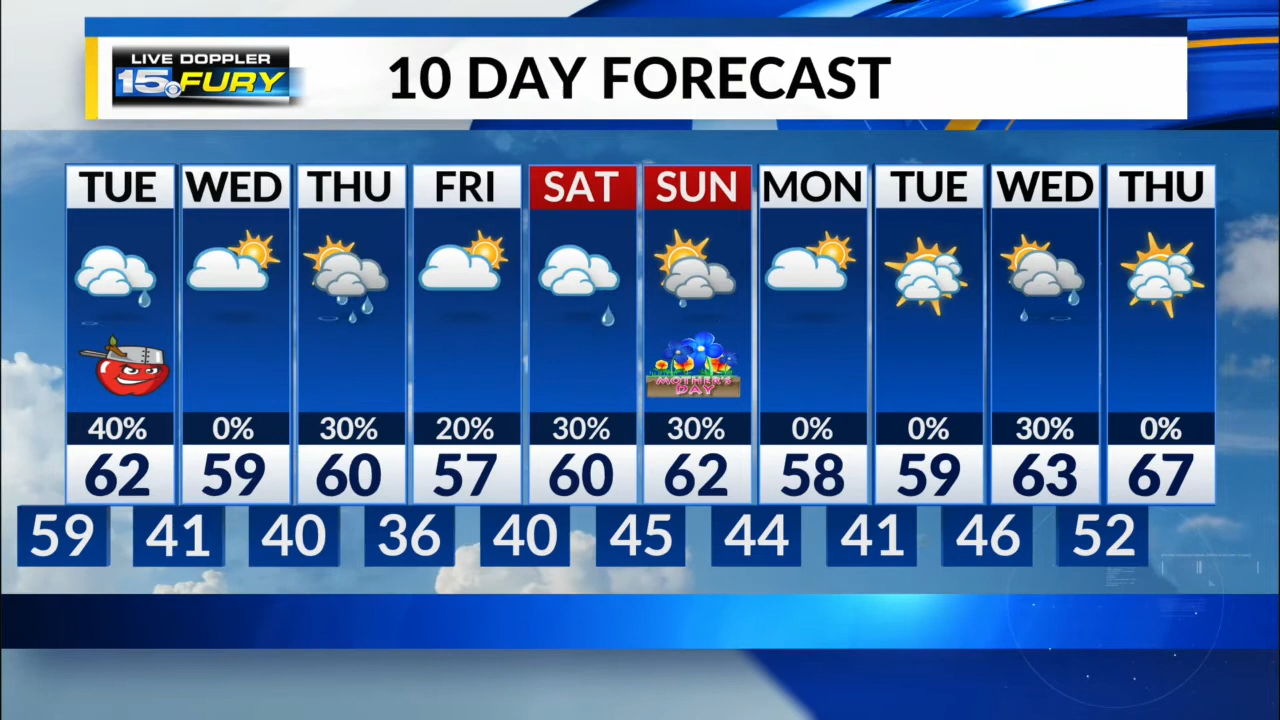 LIVE DOPPLER
15 FURY
10 DAY FORECAST
TUE WED THU FRI SAT SUN MON TUE WED THU
MOTHER'S
DAY
40% 0% 30% 20% 30% 30% 0% 0% 30% 0%
62 59 60 57 60 62 58 59 63 67
59 41 40 36 40 45 44 41 46 52